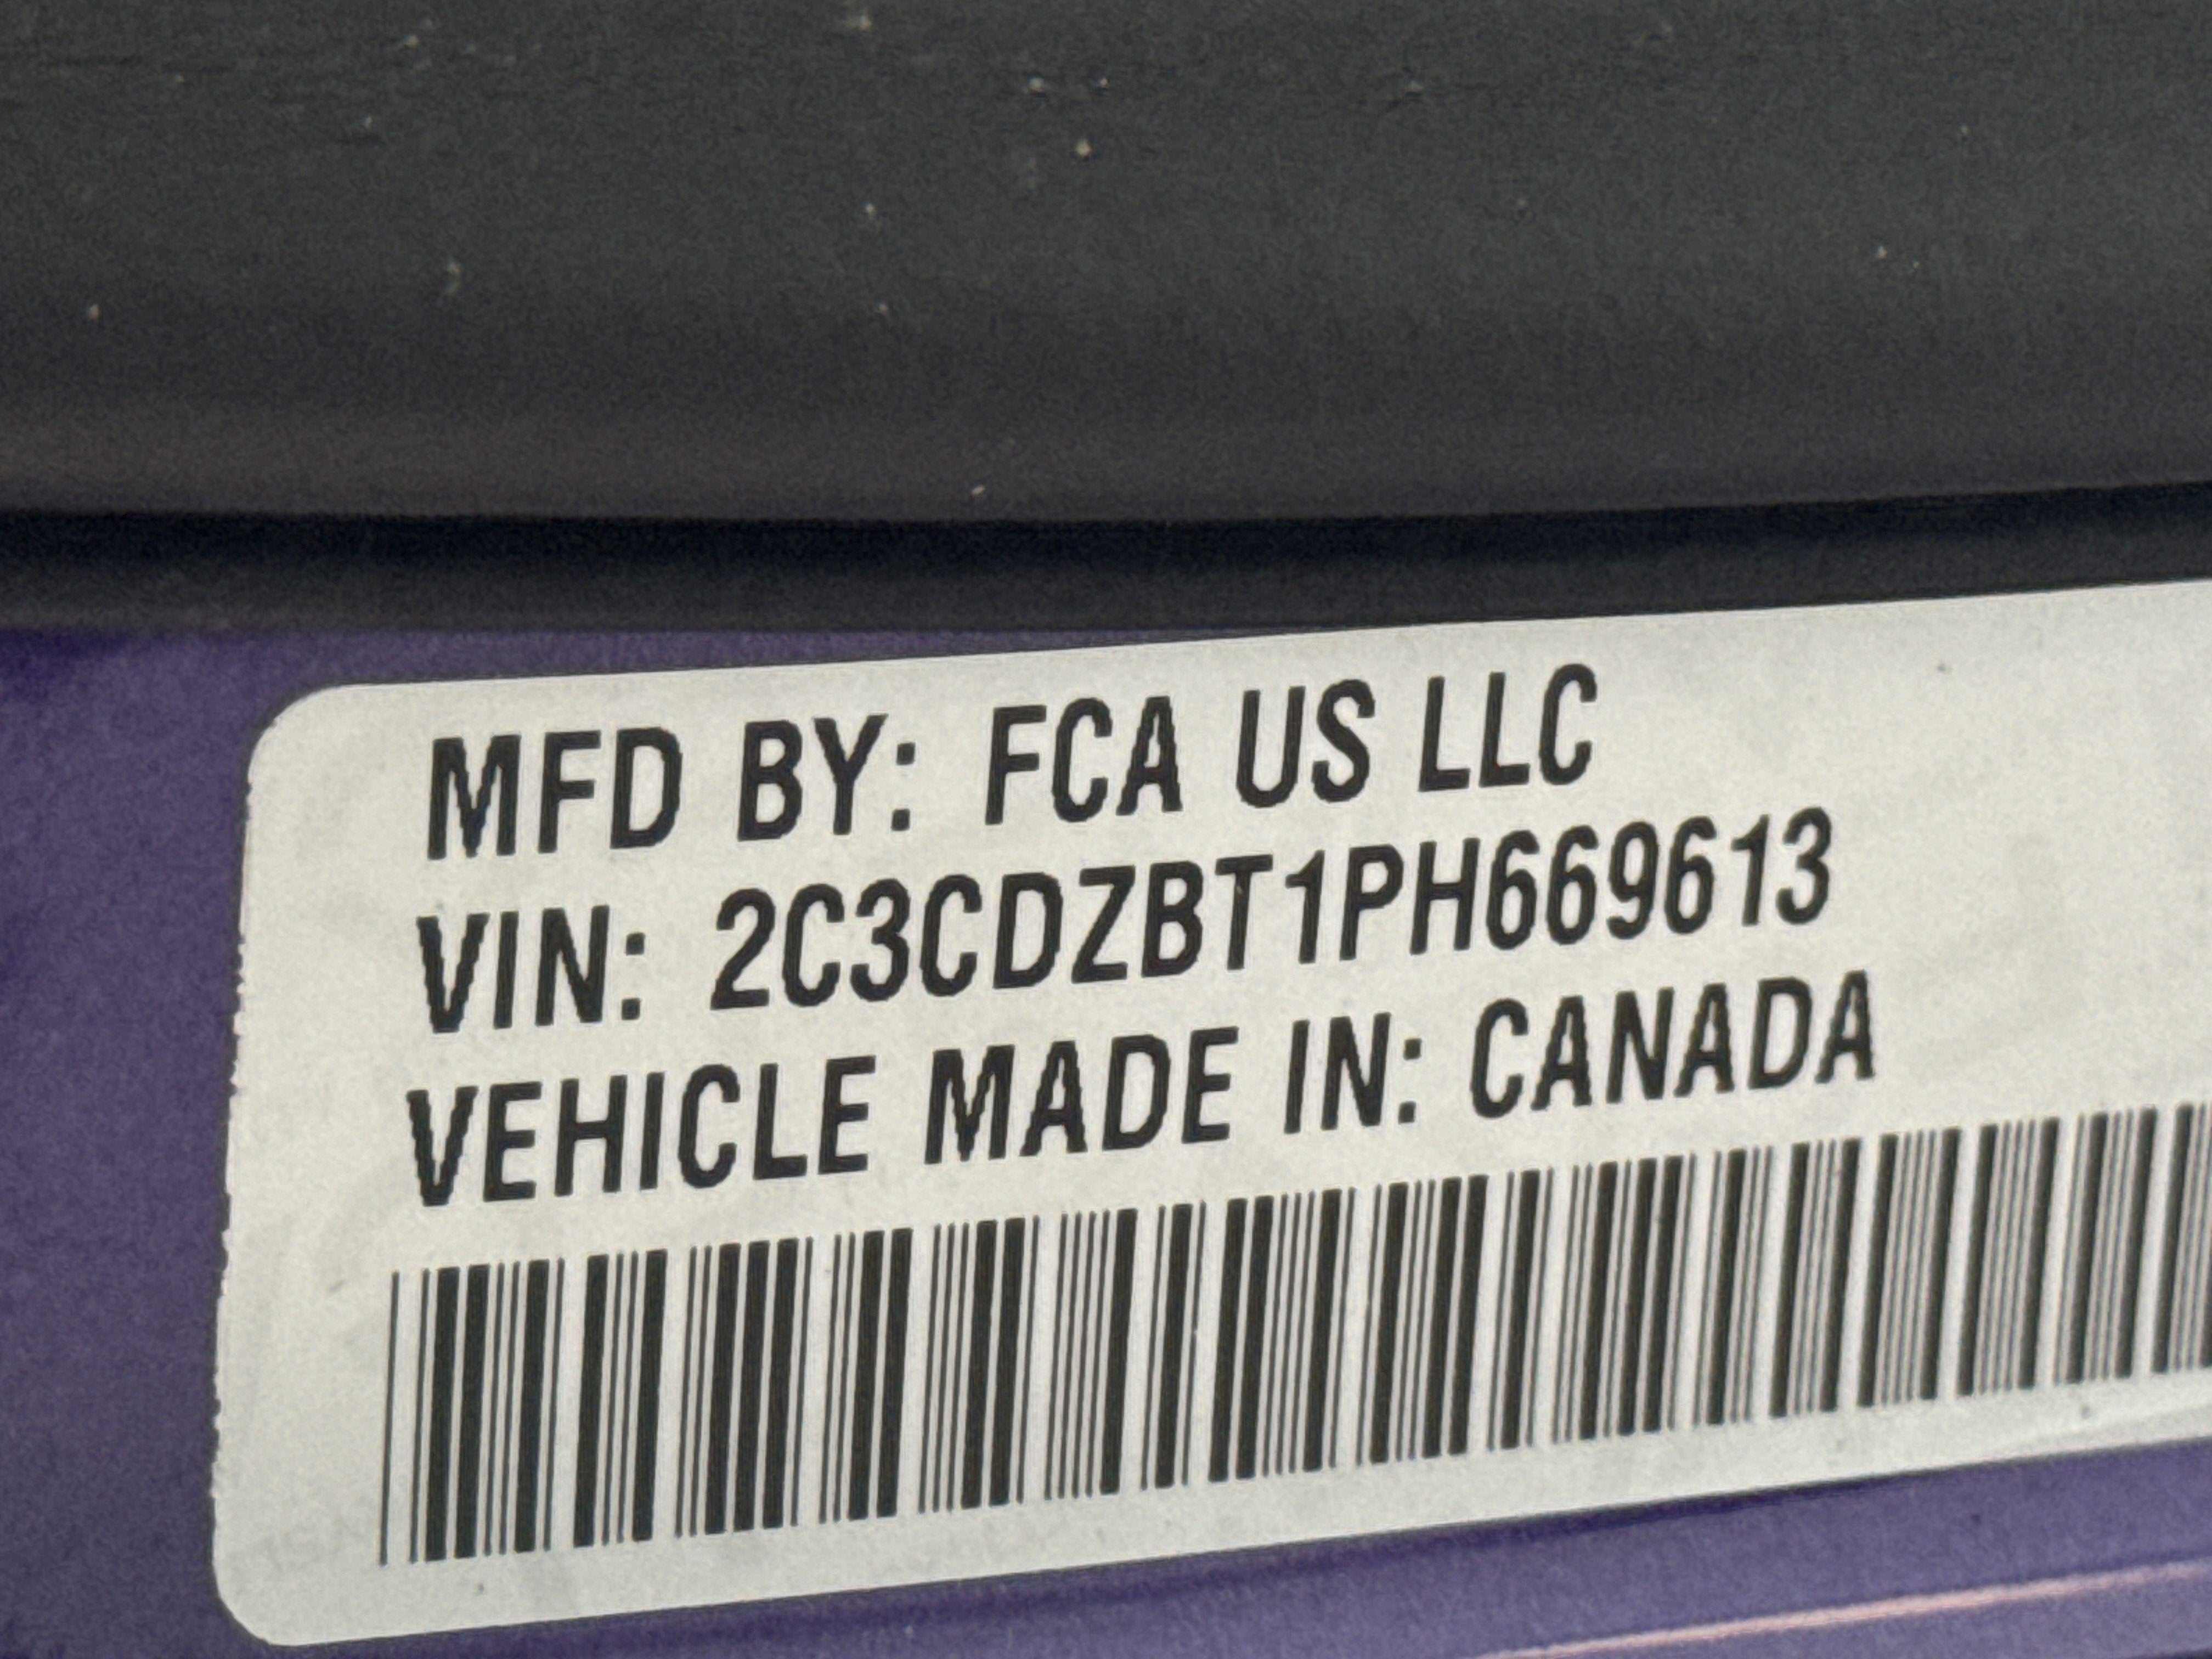 MFD BY: FCA US LLC
VIN: 2C3CDZBT1PH669613
VEHICLE MADE IN: CANADA